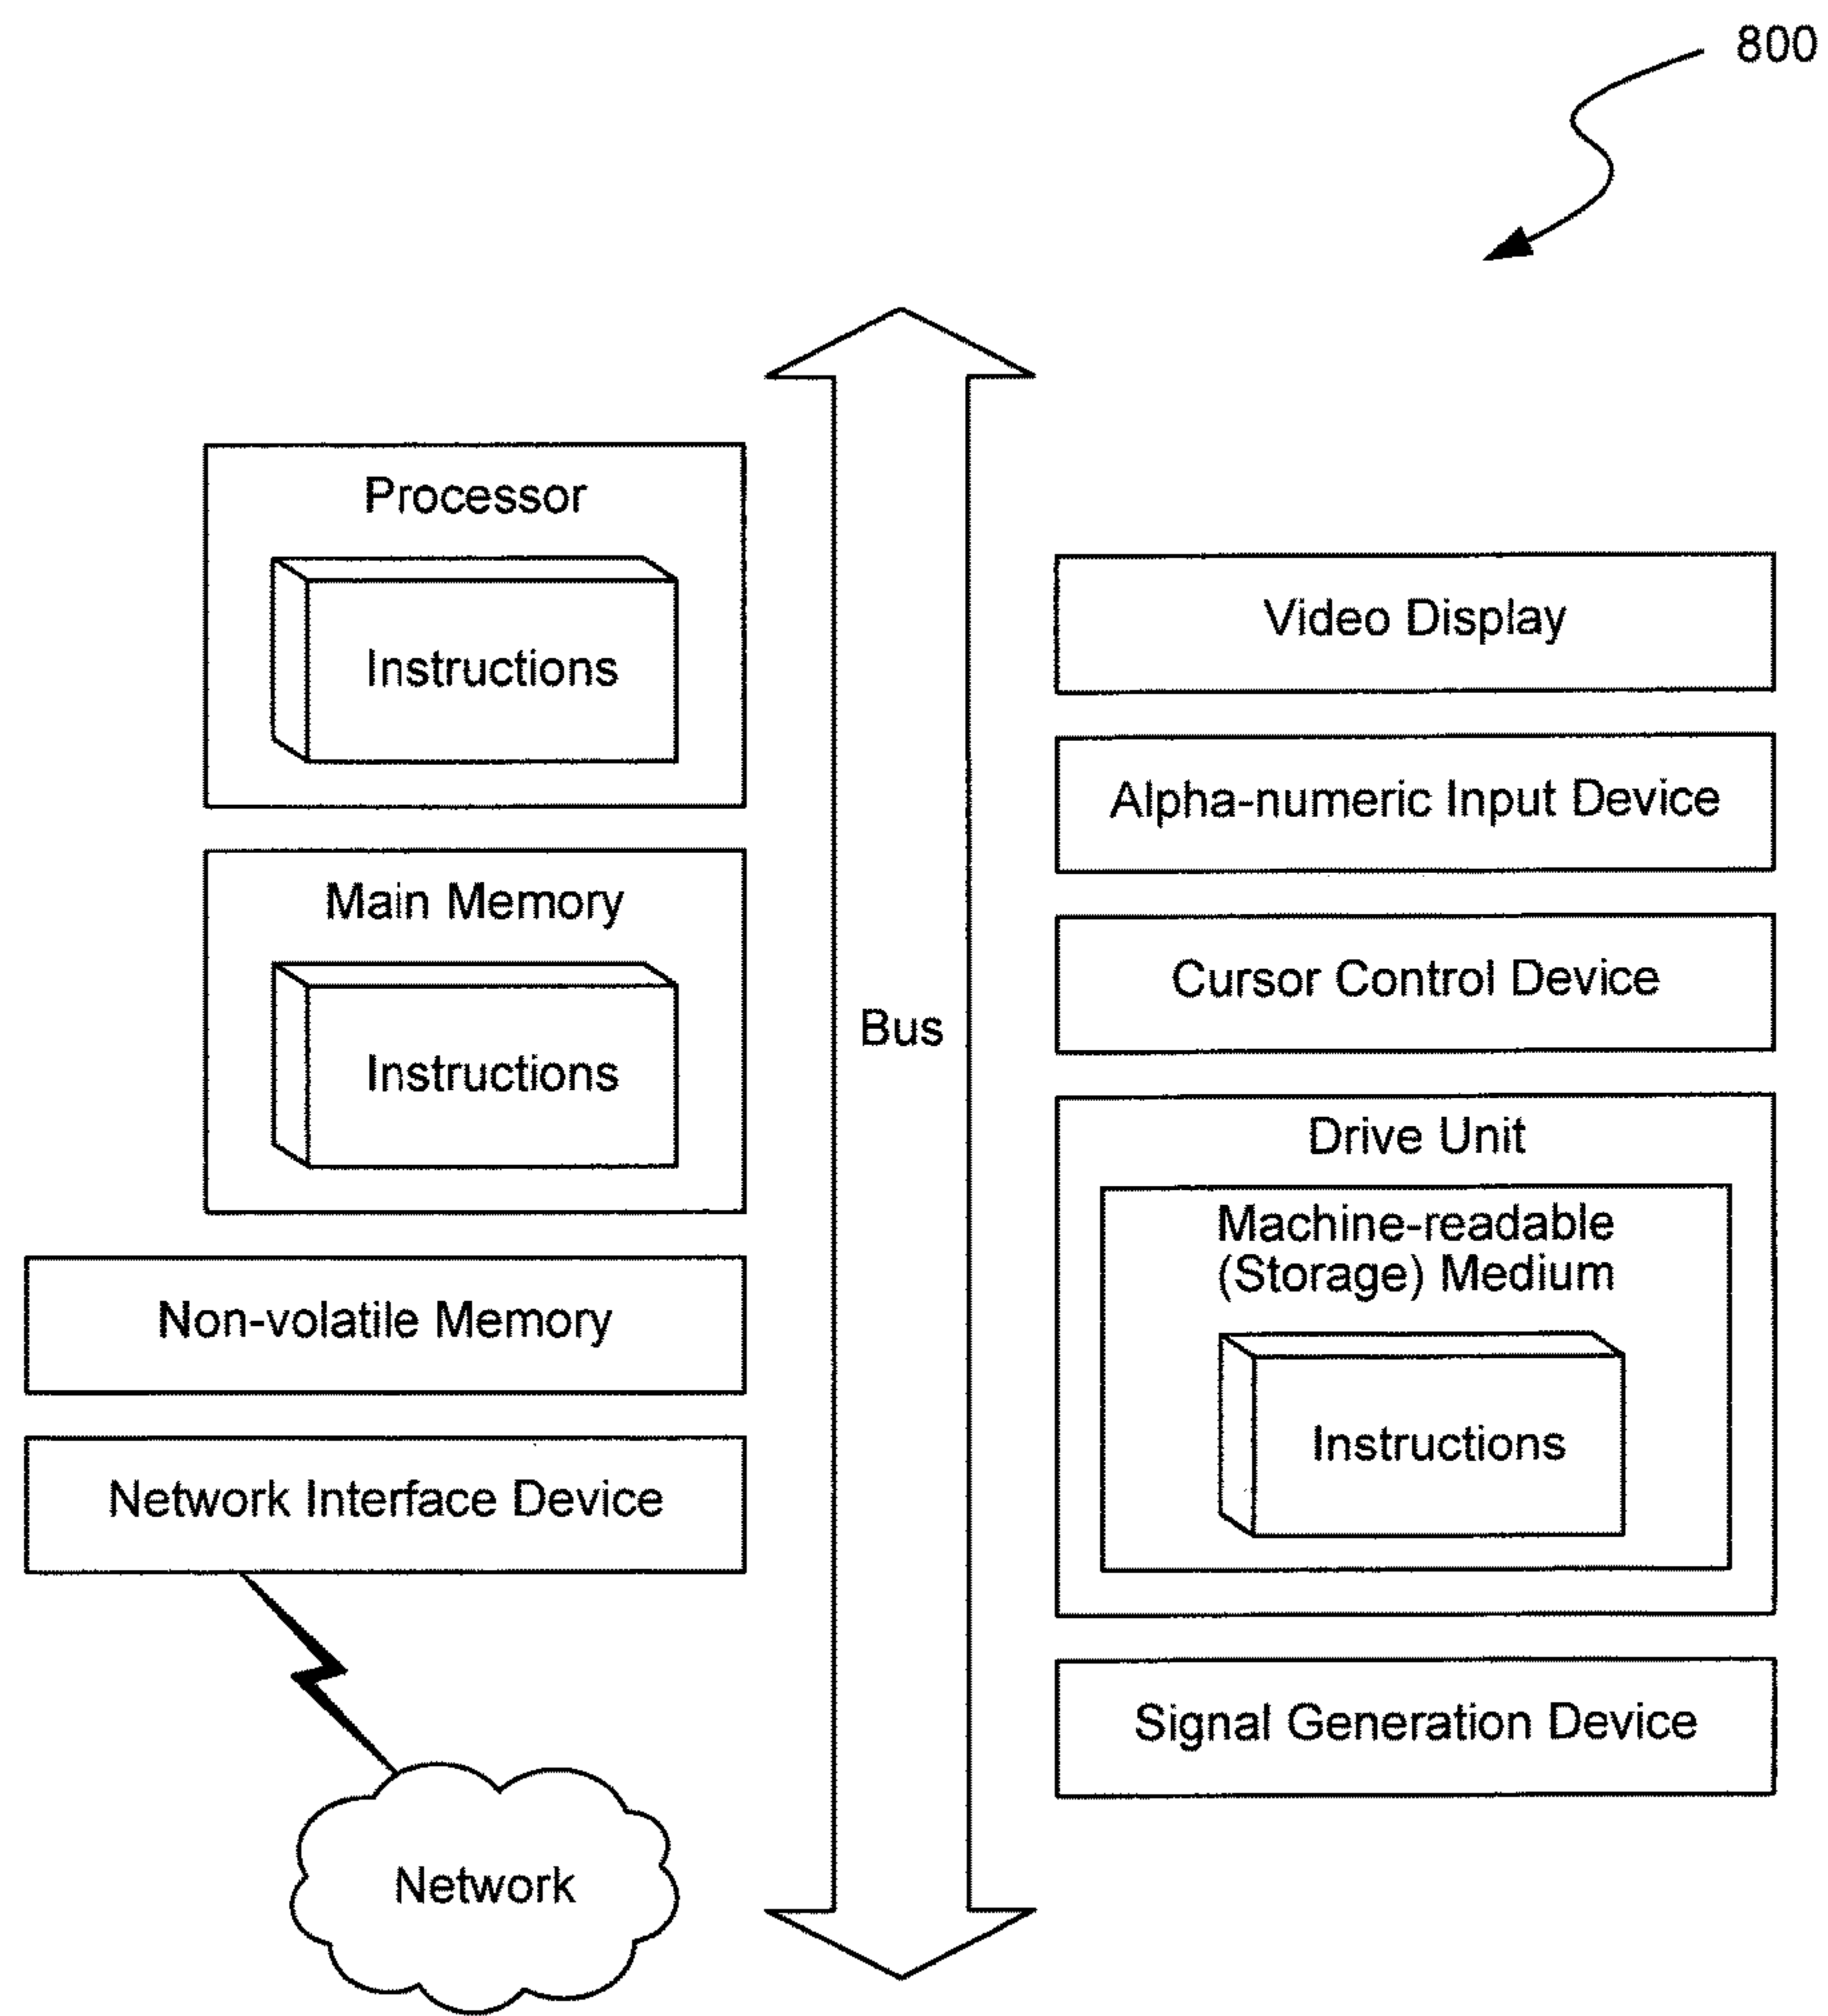 800
Processor
Instructions
Main Memory
Instructions
Non-volatile Memory
Network Interface Device
Network
Bus
Video Display
Alpha-numeric Input Device
Cursor Control Device
Drive Unit
Machine-readable
(Storage) Medium
Instructions
Signal Generation Device